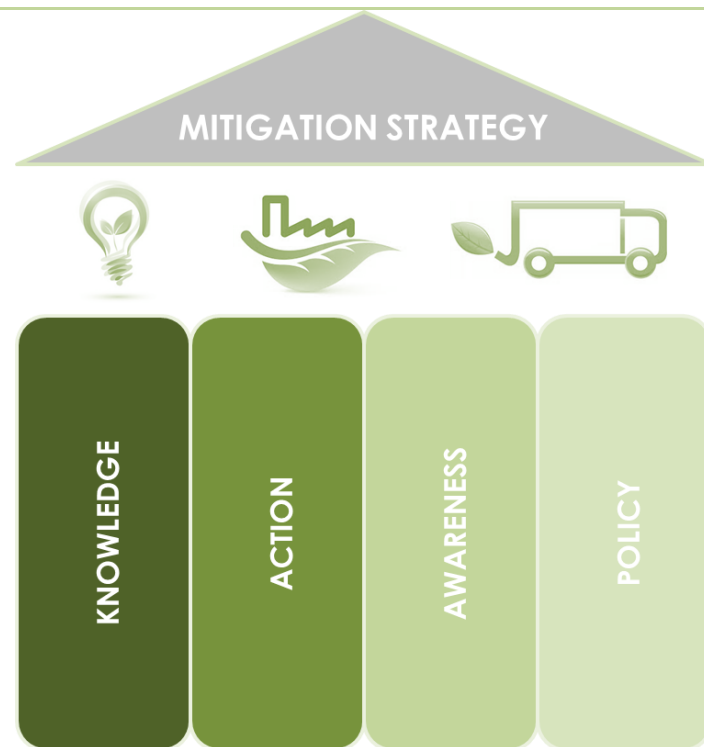 MITIGATION STRATEGY
KNOWLEDGE
ACTION
AWARENESS
POLICY